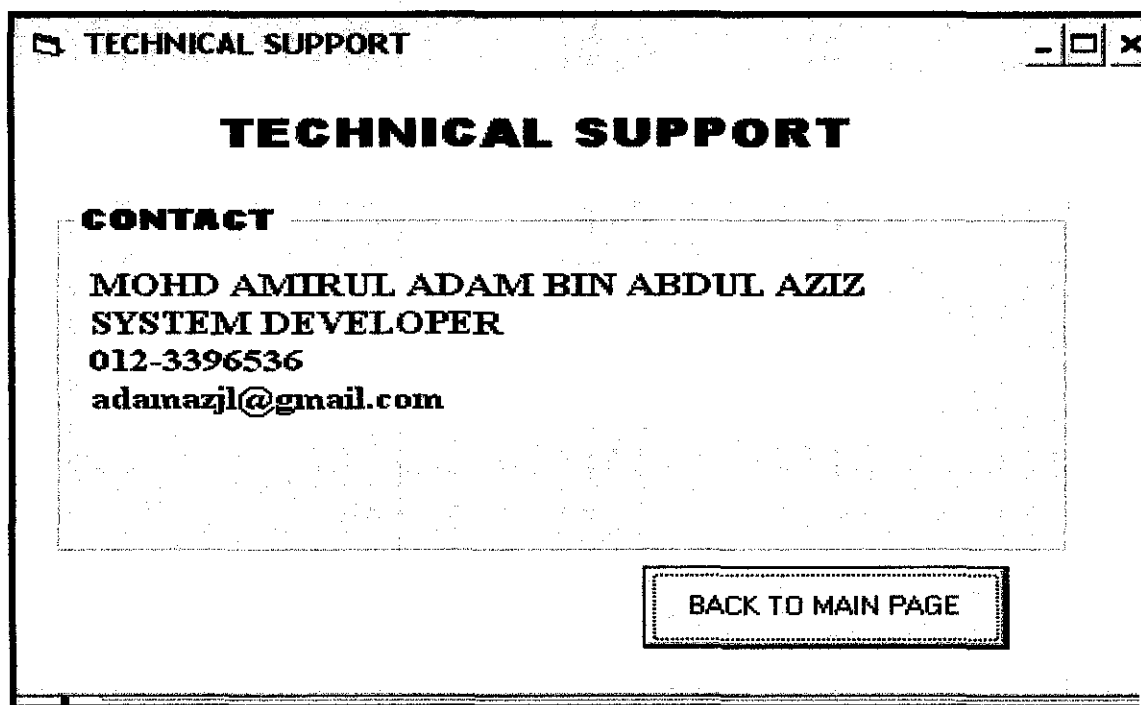 TECHNICAL SUPPORT
TECHNICAL SUPPORT
CONTACT
MOHD AMIRUL ADAM BIN ABDUL AZIZ
SYSTEM DEVELOPER
012-3396536
adamazjl@gmail.com
BACK TO MAIN PAGE